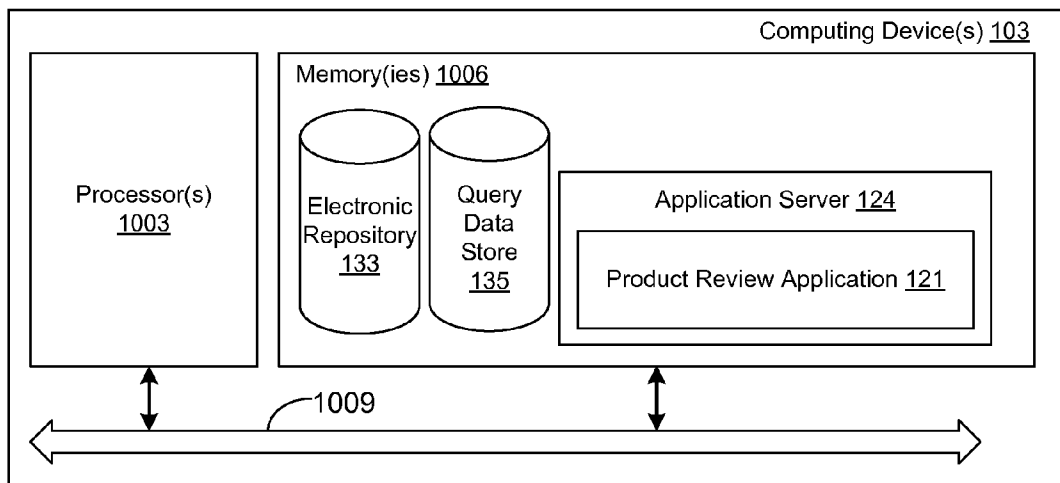 Computing Device(s) 103
Memory(ies) 1006
Processor(s)
1003
Electronic
Repository
133
Query
Data
Store
135
Application Server 124
Product Review Application 121
1009